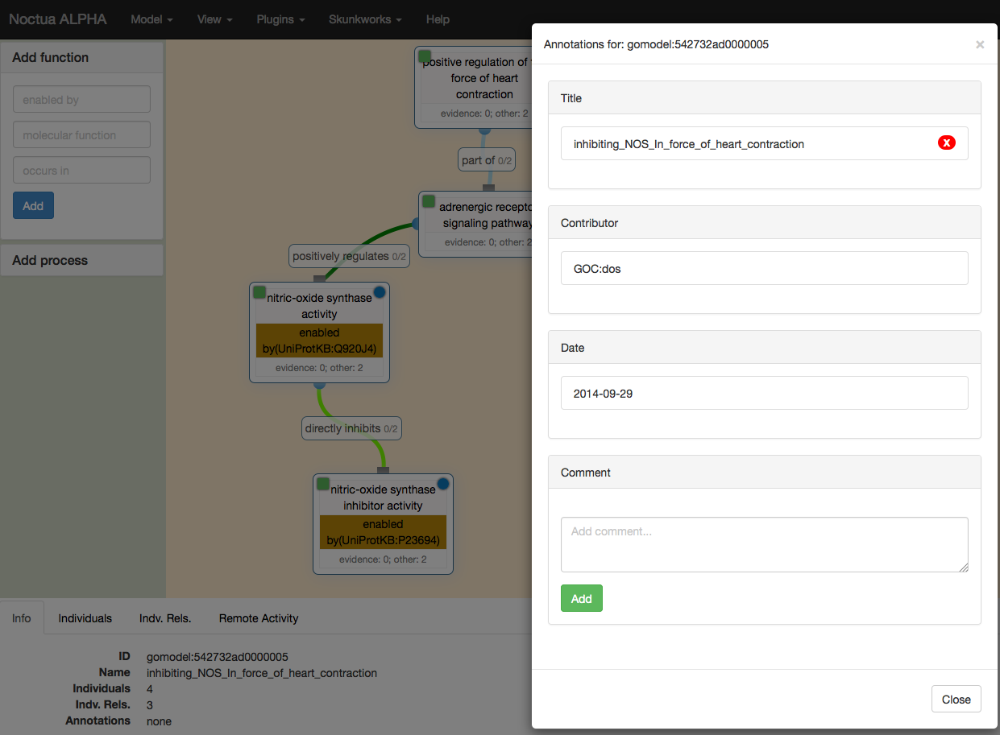 Noctua ALPHA Model View Plugins Skunkworks Help
Add function
enabled by
molecular function
occurs in
Add
Add process
positive regulation of
force of heart
contraction
evidence: 0; other: 2
part of 0/2
adrenergic recepto
signaling pathway
evidence: 0; other: 2
positively regulates 0/2
nitric-oxide synthase
activity
enabled
by(UniProtKB:Q920J4)
evidence: 0; other: 2
directly inhibits 0/2
nitric-oxide synthase
inhibitor activity
enabled
by(UniProtKB:P23694)
evidence: 0; other: 2
Info Individuals Indv. Rels. Remote Activity
ID gomodel:542732ad0000005
Name inhibiting_NOS_In_force_of_heart_contraction
Individuals 4
Indv. Rels. 3
Annotations none
Annotations for: gomodel:542732ad0000005 ×
Title
inhibiting_NOS_In_force_of_heart_contraction X
Contributor
GOC:dos
Date
2014-09-29
Comment
Add comment...
Add
Close